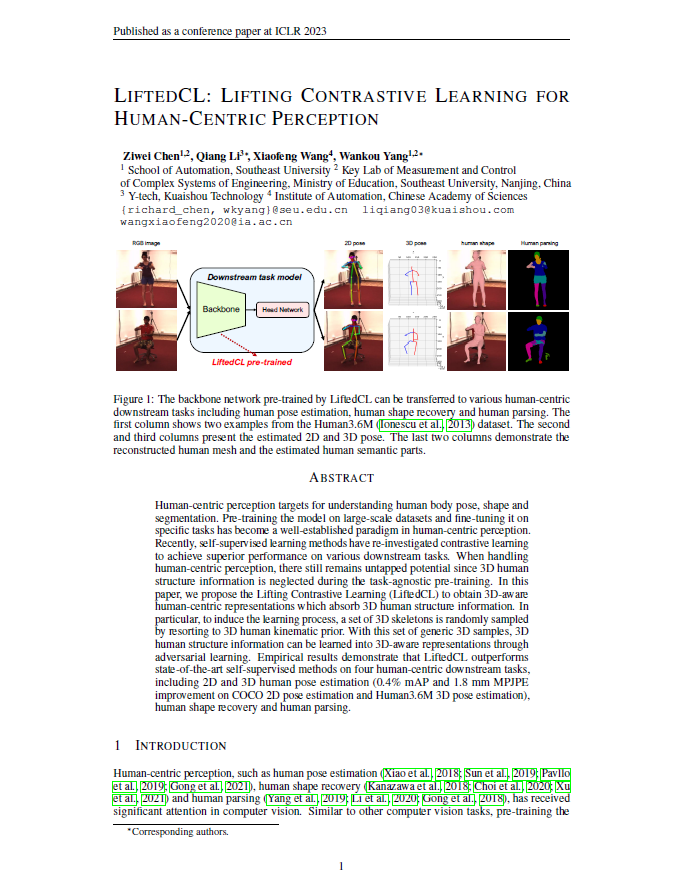 Published as a conference paper at ICLR 2023
LIFTEDCL: LIFTING CONTRASTIVE LEARNING FOR
HUMAN-CENTRIC PERCEPTION
Ziwei Chen1,2, Qiang Li3*, Xiaofeng Wang4, Wankou Yang1,2*
1 School of Automation, Southeast University 2 Key Lab of Measurement and Control
of Complex Systems of Engineering, Ministry of Education, Southeast University, Nanjing, China
3 Y-tech, Kuaishou Technology 4 Institute of Automation, Chinese Academy of Sciences
{richard_chen, wkyang}@seu.edu.cn liqiang03@kuaishou.com
wangxiaofeng2020@ia.ac.cn
RGB image 2D pose 3D pose human shape Human parsing
Downstream task model
Backbone
Head Network
LiftedCL pre-trained
Figure 1: The backbone network pre-trained by LiftedCL can be transferred to various human-centric
downstream tasks including human pose estimation, human shape recovery and human parsing. The
first column shows two examples from the Human3.6M (Ionescu et al., 2013) dataset. The second
and third columns present the estimated 2D and 3D pose. The last two columns demonstrate the
reconstructed human mesh and the estimated human semantic parts.
ABSTRACT
Human-centric perception targets for understanding human body pose, shape and
segmentation. Pre-training the model on large-scale datasets and fine-tuning it on
specific tasks has become a well-established paradigm in human-centric perception.
Recently, self-supervised learning methods have re-investigated contrastive learning
to achieve superior performance on various downstream tasks. When handling
human-centric perception, there still remains untapped potential since 3D human
structure information is neglected during the task-agnostic pre-training. In this
paper, we propose the Lifting Contrastive Learning (LiftedCL) to obtain 3D-aware
human-centric representations which absorb 3D human structure information. In
particular, to induce the learning process, a set of 3D skeletons is randomly sampled
by resorting to 3D human kinematic prior. With this set of generic 3D samples, 3D
human structure information can be learned into 3D-aware representations through
adversarial learning. Empirical results demonstrate that LiftedCL outperforms
state-of-the-art self-supervised methods on four human-centric downstream tasks,
including 2D and 3D human pose estimation (0.4% mAP and 1.8 mm MPJPE
improvement on COCO 2D pose estimation and Human3.6M 3D pose estimation),
human shape recovery and human parsing.
1 INTRODUCTION
Human-centric perception, such as human pose estimation (Xiao et al., 2018; Sun et al., 2019; Pavllo
et al., 2019; Gong et al., 2021), human shape recovery (Kanazawa et al., 2018; Choi et al., 2020; Xu
et al., 2021) and human parsing (Yang et al., 2019; Li et al., 2020; Gong et al., 2018), has received
significant attention in computer vision. Similar to other computer vision tasks, pre-training the
*Corresponding authors.
1